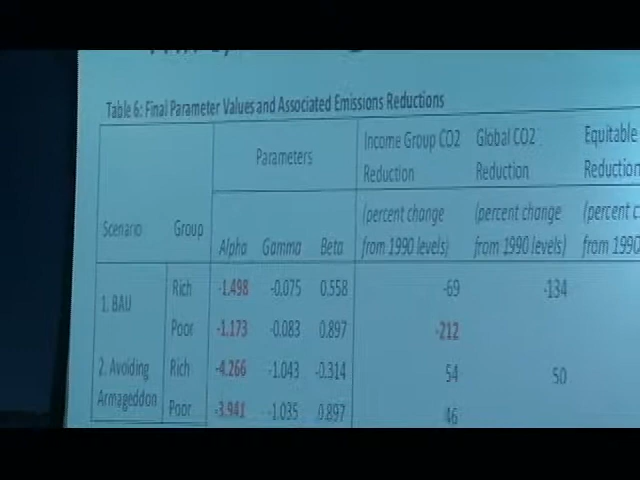 Table 6: Final Parameter Values and Associated Emissions Reductions
Parameters Income Group CO2 Global CO2 Equitable
Reduction Reduction Reduction
Scenario Group (percent change (percent change (percent c
Alpha Gamma Beta from 1990 levels) from 1990 levels) from 1990
1. BAU Rich -1.498 -0.075 0.558 -69 -134
Poor -1.173 -0.083 0.897 -212
2. Avoiding Rich -4.266 -1.043 -0.314 54 50
Armageddon Poor -3.941 -1.035 0.897 46